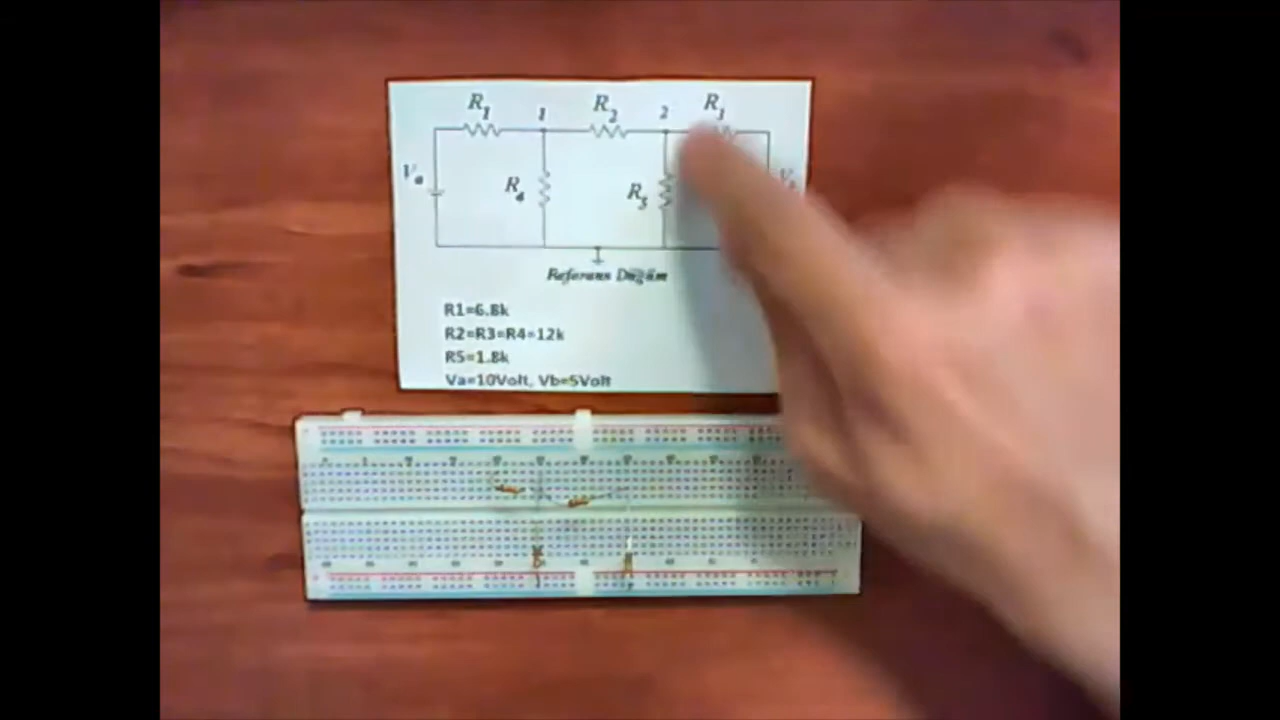 R1 1 R2 2 R3
Va R4 R5
Referans Düğüm
R1=6.8k
R2=R3=R4=12k
R5=1.8k
Va=10Volt, Vb=5Volt